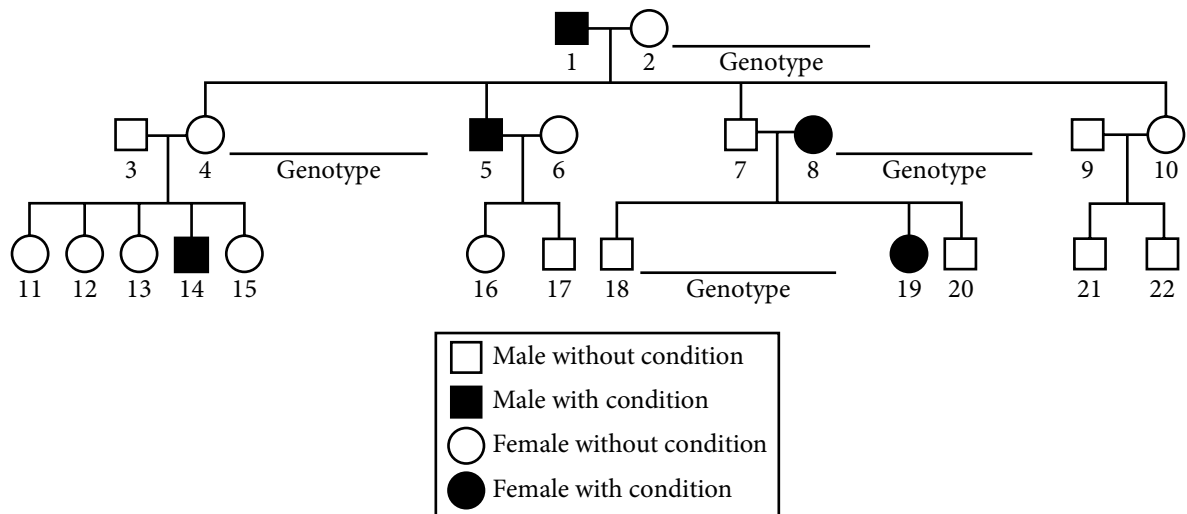 1 2 Genotype
3 4 Genotype 5 6 7 8 Genotype 9 10
11 12 13 14 15 16 17 18 Genotype 19 20 21 22
Male without condition
Male with condition
Female without condition
Female with condition